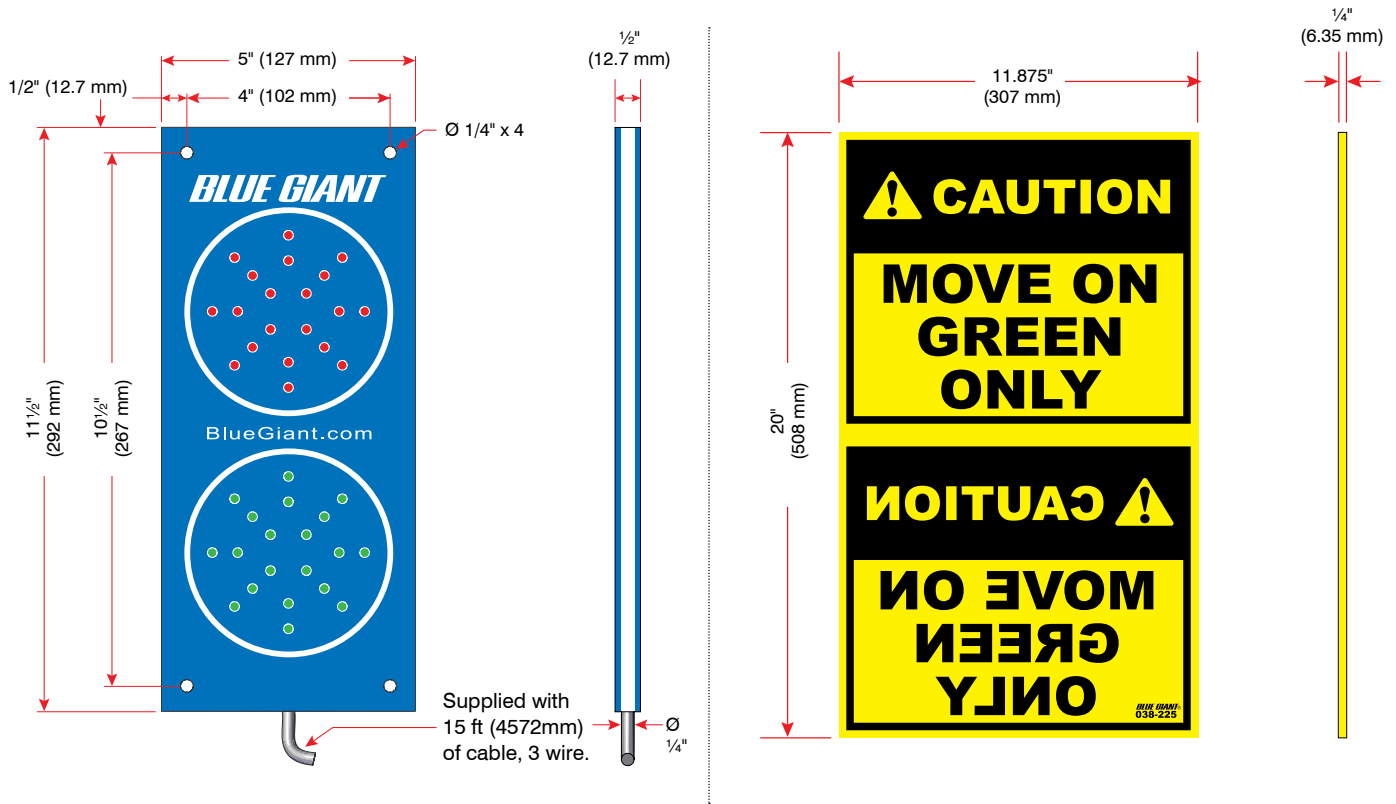 5" (127 mm)
1/2" (12.7 mm)
4" (102 mm)
Ø 1/4" x 4
11½"
(292 mm)
10½"
(267 mm)
BLUE GIANT
BlueGiant.com
Supplied with
15 ft (4572mm)
of cable, 3 wire.
½"
(12.7 mm)
Ø
¼"
11.875"
(307 mm)
20"
(508 mm)
CAUTION
MOVE ON
GREEN
ONLY
CAUTION
MOVE ON
GREEN
ONLY
BLUE GIANT®
038-225
¼"
(6.35 mm)